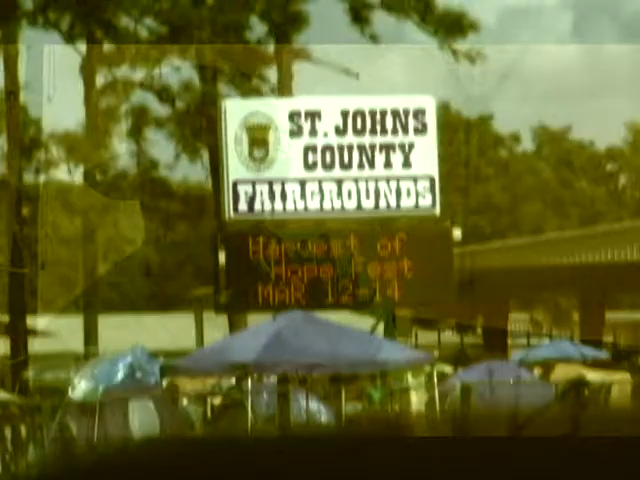 ST. JOHNS
COUNTY
FAIRGROUNDS
Harvest of
Hope Fest
MAR 12-14